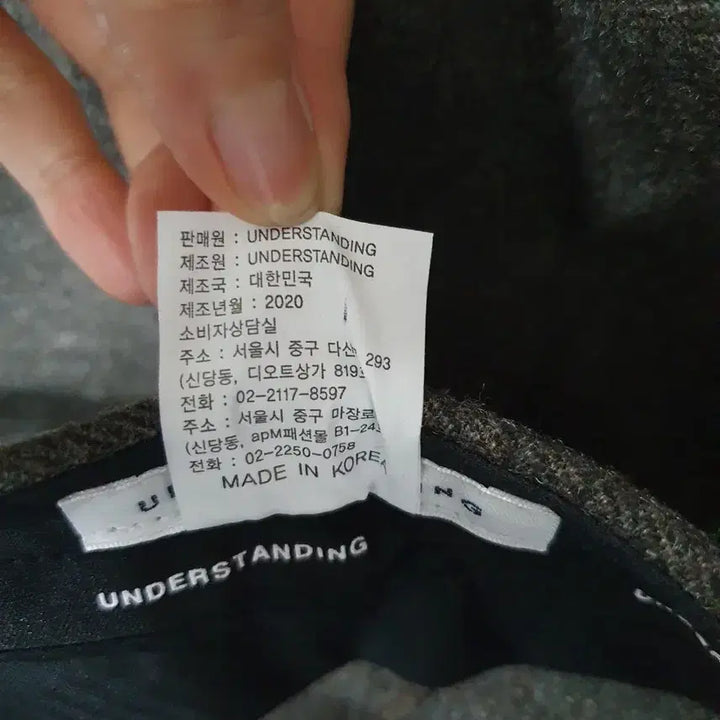 판매원 : UNDERSTANDING
제조원 : UNDERSTANDING
제조국 : 대한민국
제조년월 : 2020
소비자상담실
주소 : 서울시 중구 293
(신당동, 디오트상가
전화 : 02-2117-8597
주소 : 서울시 중구 마장로
(신당동, apM패션몰
전화 : 02-2250-0758
MADE IN KOREA
UNDERSTANDING